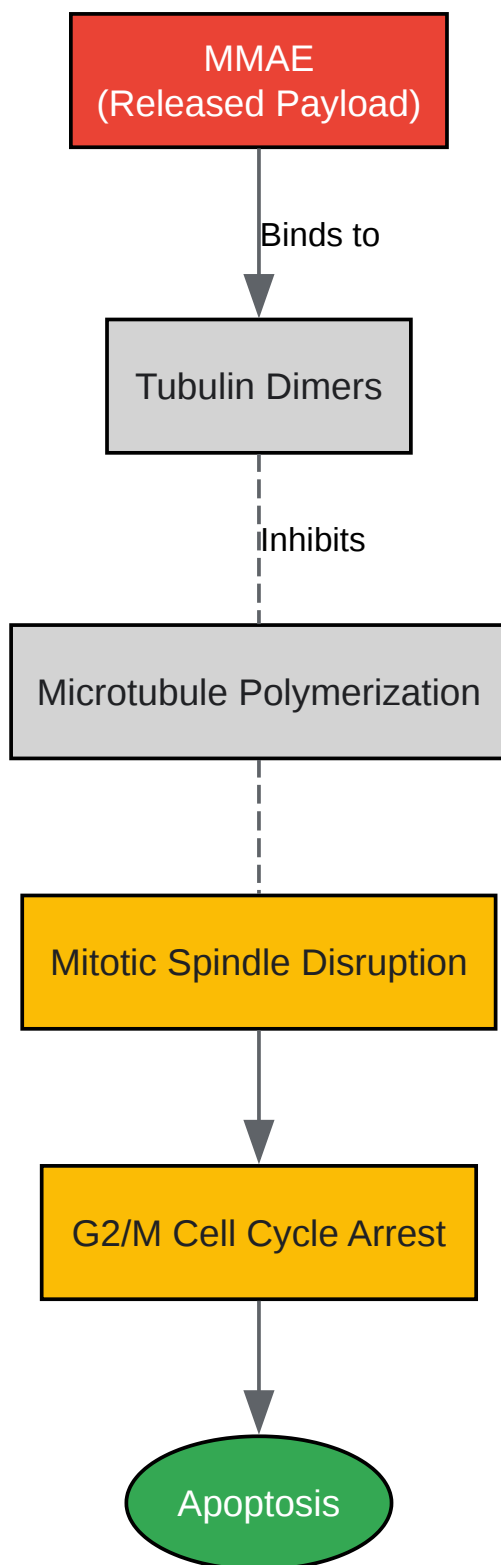 MMAE
(Released Payload)
Binds to
Tubulin Dimers
Inhibits
Microtubule Polymerization
Mitotic Spindle Disruption
G2/M Cell Cycle Arrest
Apoptosis